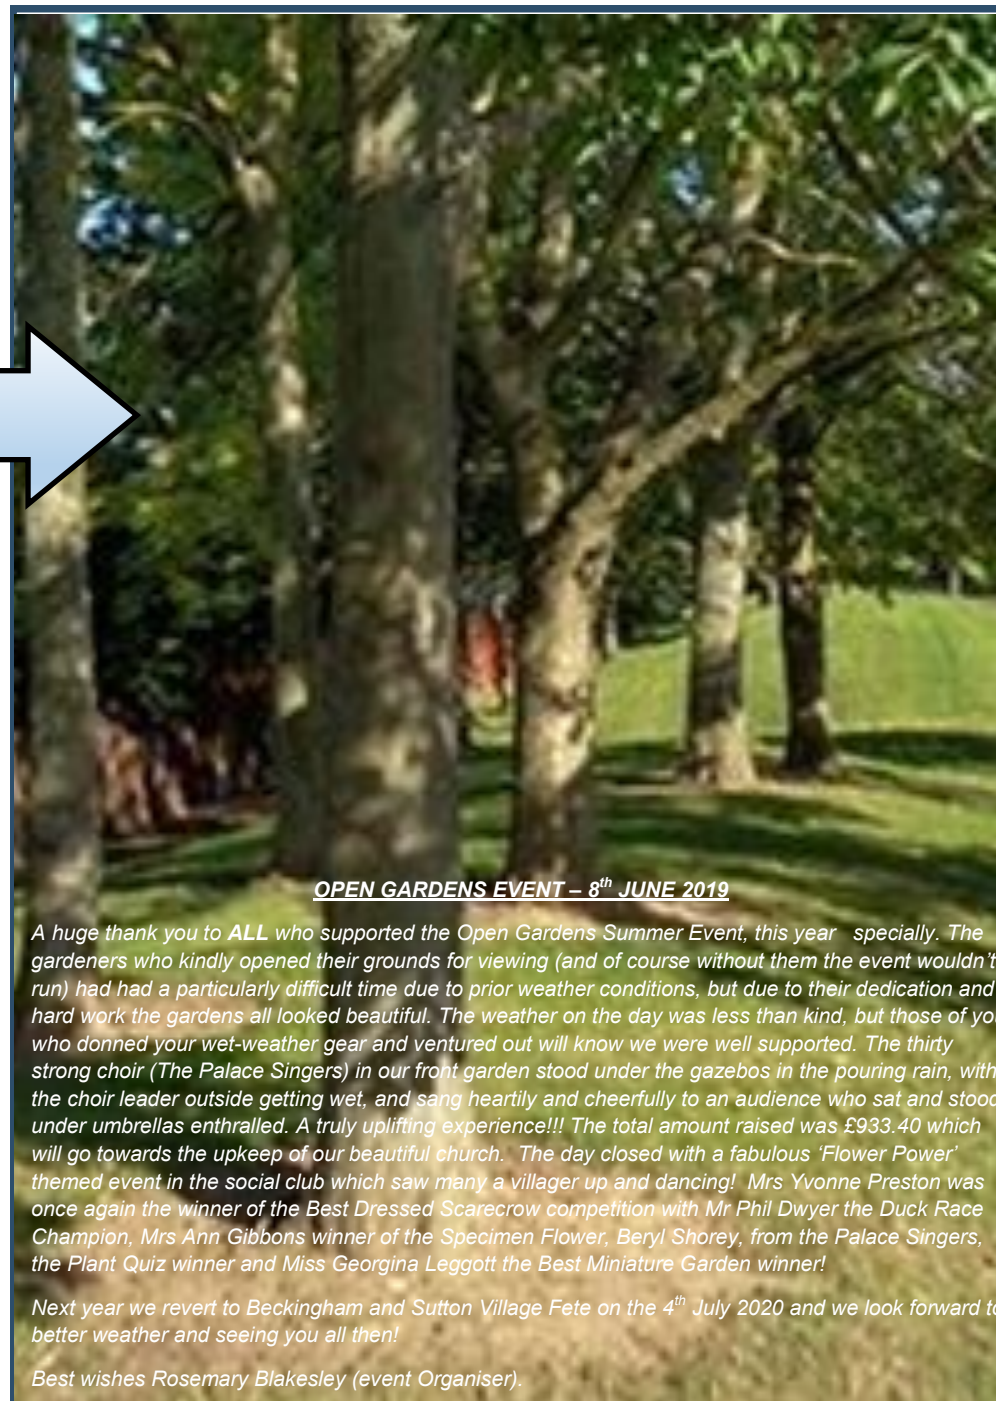 OPEN GARDENS EVENT – 8th JUNE 2019
A huge thank you to ALL who supported the Open Gardens Summer Event, this year specially. The
gardeners who kindly opened their grounds for viewing (and of course without them the event wouldn't
run) had had a particularly difficult time due to prior weather conditions, but due to their dedication and
hard work the gardens all looked beautiful. The weather on the day was less than kind, but those of you
who donned your wet-weather gear and ventured out will know we were well supported. The thirty
strong choir (The Palace Singers) in our front garden stood under the gazebos in the pouring rain, with
the choir leader outside getting wet, and sang heartily and cheerfully to an audience who sat and stood
under umbrellas enthralled. A truly uplifting experience!!! The total amount raised was £933.40 which
will go towards the upkeep of our beautiful church. The day closed with a fabulous ‘Flower Power’
themed event in the social club which saw many a villager up and dancing! Mrs Yvonne Preston was
once again the winner of the Best Dressed Scarecrow competition with Mr Phil Dwyer the Duck Race
Champion, Mrs Ann Gibbons winner of the Specimen Flower, Beryl Shorey, from the Palace Singers,
the Plant Quiz winner and Miss Georgina Leggott the Best Miniature Garden winner!
Next year we revert to Beckingham and Sutton Village Fete on the 4th July 2020 and we look forward to
better weather and seeing you all then!
Best wishes Rosemary Blakesley (event Organiser).